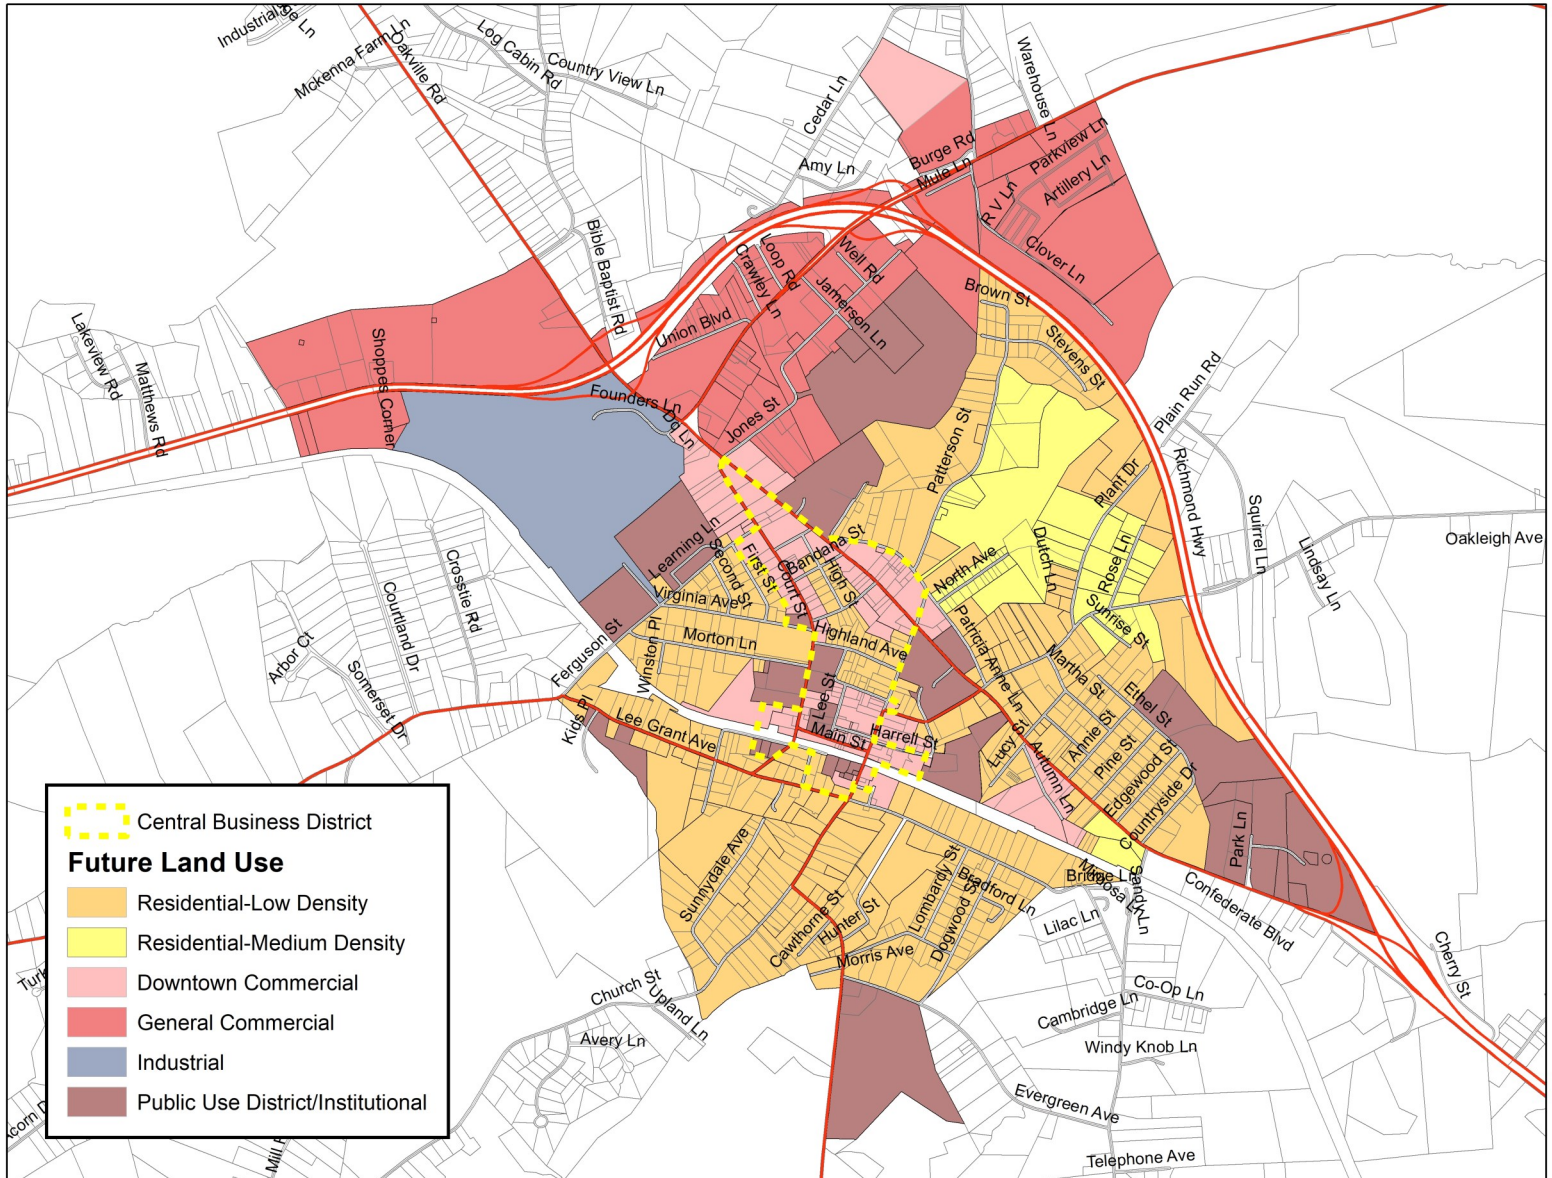 Industrial
ge Ln
Mckenna Farm Ln
Oakville Rd
Log Cabin Rd
Country View Ln
Cedar Ln
Warehouse Ln
Amy Ln
Burge Rd
Mule Ln
Parkview Ln
Artillery Ln
R V Ln
Clover Ln
Bible Baptist Rd
Loop Rd
Crawley Ln
Well Rd
Jamerson Ln
Union Blvd
Brown St
Stevens St
Lakeview Rd
Matthews Rd
Shoppes Corner
Founders Ln
Dq Ln
Jones St
Patterson St
Plain Run Rd
Plant Dr
Richmond Hwy
Squirrel Ln
Lindsay Ln
Oakleigh Ave
Learning Ln
Second St
First St
Court St
Bandana St
High St
North Ave
Dutch Ln
Rose Ln
Sunrise St
Crosstie Rd
Courtland Dr
Arbor Ct
Somerset Dr
Virginia Ave
Morton Ln
Winston Pl
Ferguson St
Highland Ave
Patricia Anne Ln
Martha St
Ethel St
Kids Pl
Lee Grant Ave
Lee St
Main St
Harrell St
Lucy St
Autumn Ln
Annie St
Pine St
Edgewood St
Countryside Dr
Park Ln
Sunnydale Ave
Cawthorne St
Hunter St
Morris Ave
Lombardy St
Dogwood St
Bradford Ln
Bridge Ln
Mimosa Ln
Sandy Ln
Lilac Ln
Confederate Blvd
Cherry St
Co-Op Ln
Cambridge Ln
Windy Knob Ln
Evergreen Ave
Telephone Ave
Church St
Upland Ln
Avery Ln
Central Business District
Future Land Use
Residential-Low Density
Residential-Medium Density
Downtown Commercial
General Commercial
Industrial
Public Use District/Institutional
Turk
Acorn D
Mill